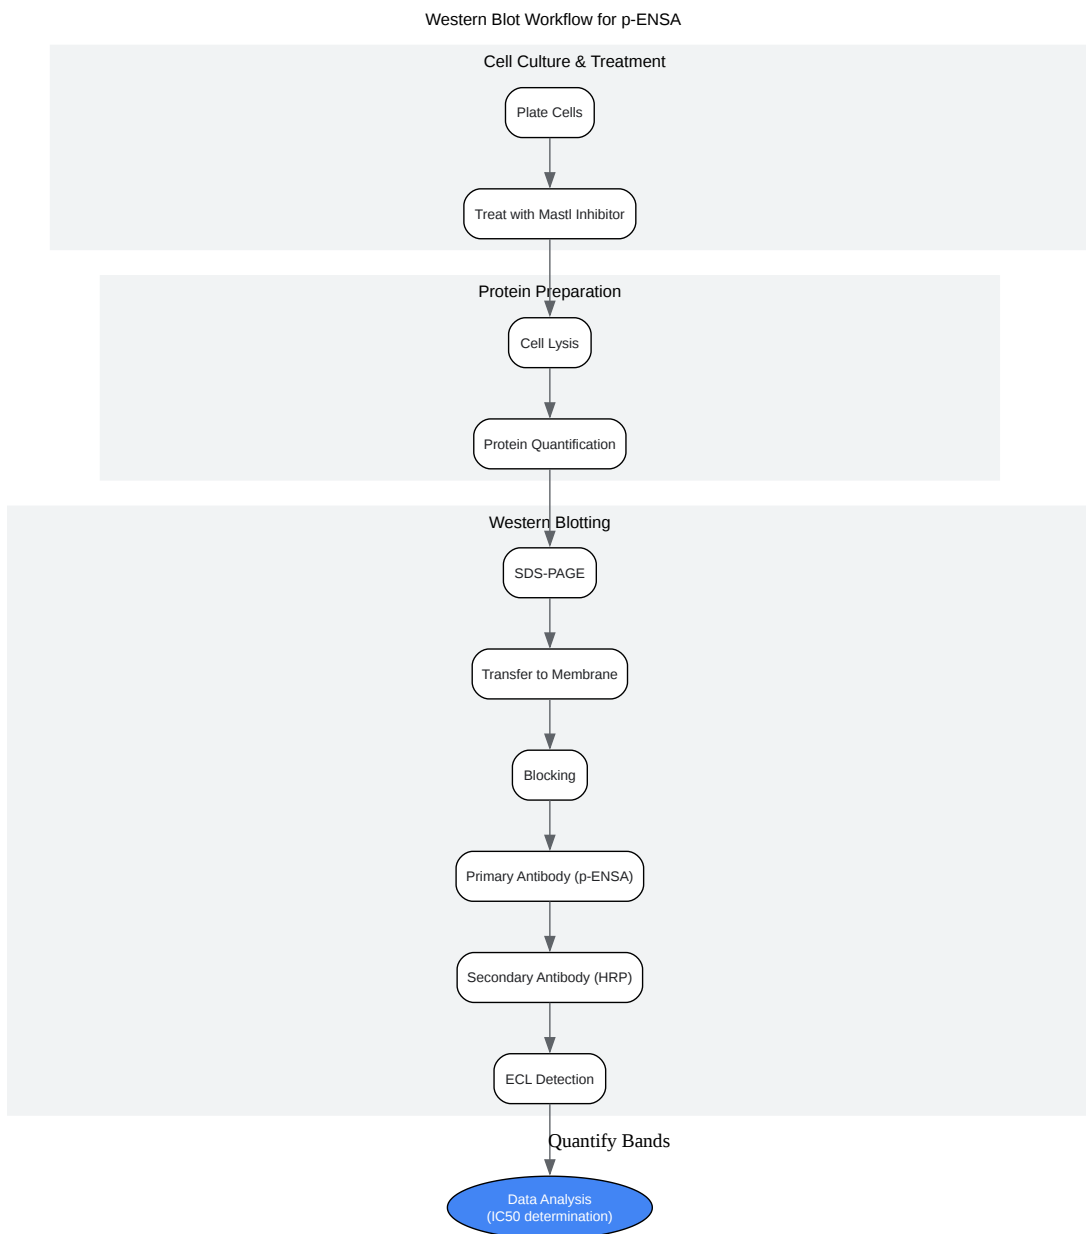 Western Blot Workflow for p-ENSA
Cell Culture & Treatment
Plate Cells
Treat with Mastl Inhibitor
Protein Preparation
Cell Lysis
Protein Quantification
Western Blotting
SDS-PAGE
Transfer to Membrane
Blocking
Primary Antibody (p-ENSA)
Secondary Antibody (HRP)
ECL Detection
Quantify Bands
Data Analysis
(IC50 determination)